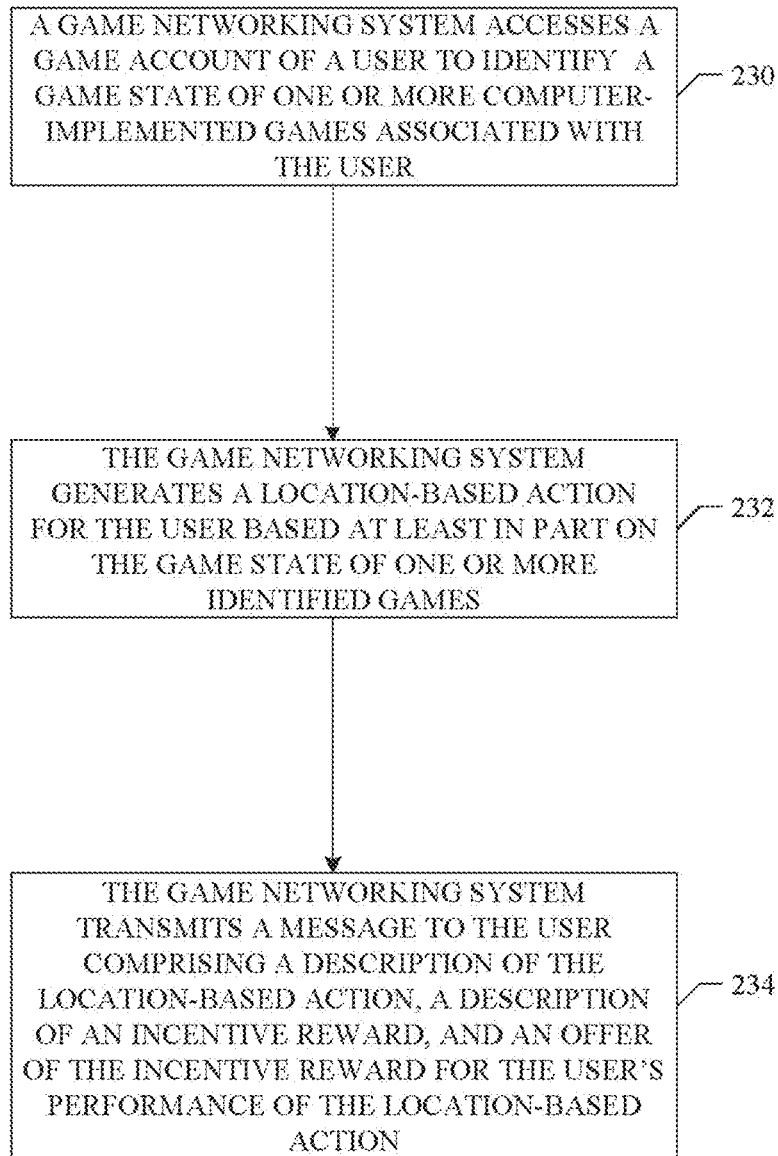 A GAME NETWORKING SYSTEM ACCESSES A
GAME ACCOUNT OF A USER TO IDENTIFY A
GAME STATE OF ONE OR MORE COMPUTER-
IMPLEMENTED GAMES ASSOCIATED WITH
THE USER
230
THE GAME NETWORKING SYSTEM
GENERATES A LOCATION-BASED ACTION
FOR THE USER BASED AT LEAST IN PART ON
THE GAME STATE OF ONE OR MORE
IDENTIFIED GAMES
232
THE GAME NETWORKING SYSTEM
TRANSMITS A MESSAGE TO THE USER
COMPRISING A DESCRIPTION OF THE
LOCATION-BASED ACTION, A DESCRIPTION
OF AN INCENTIVE REWARD, AND AN OFFER
OF THE INCENTIVE REWARD FOR THE USER'S
PERFORMANCE OF THE LOCATION-BASED
ACTION
234